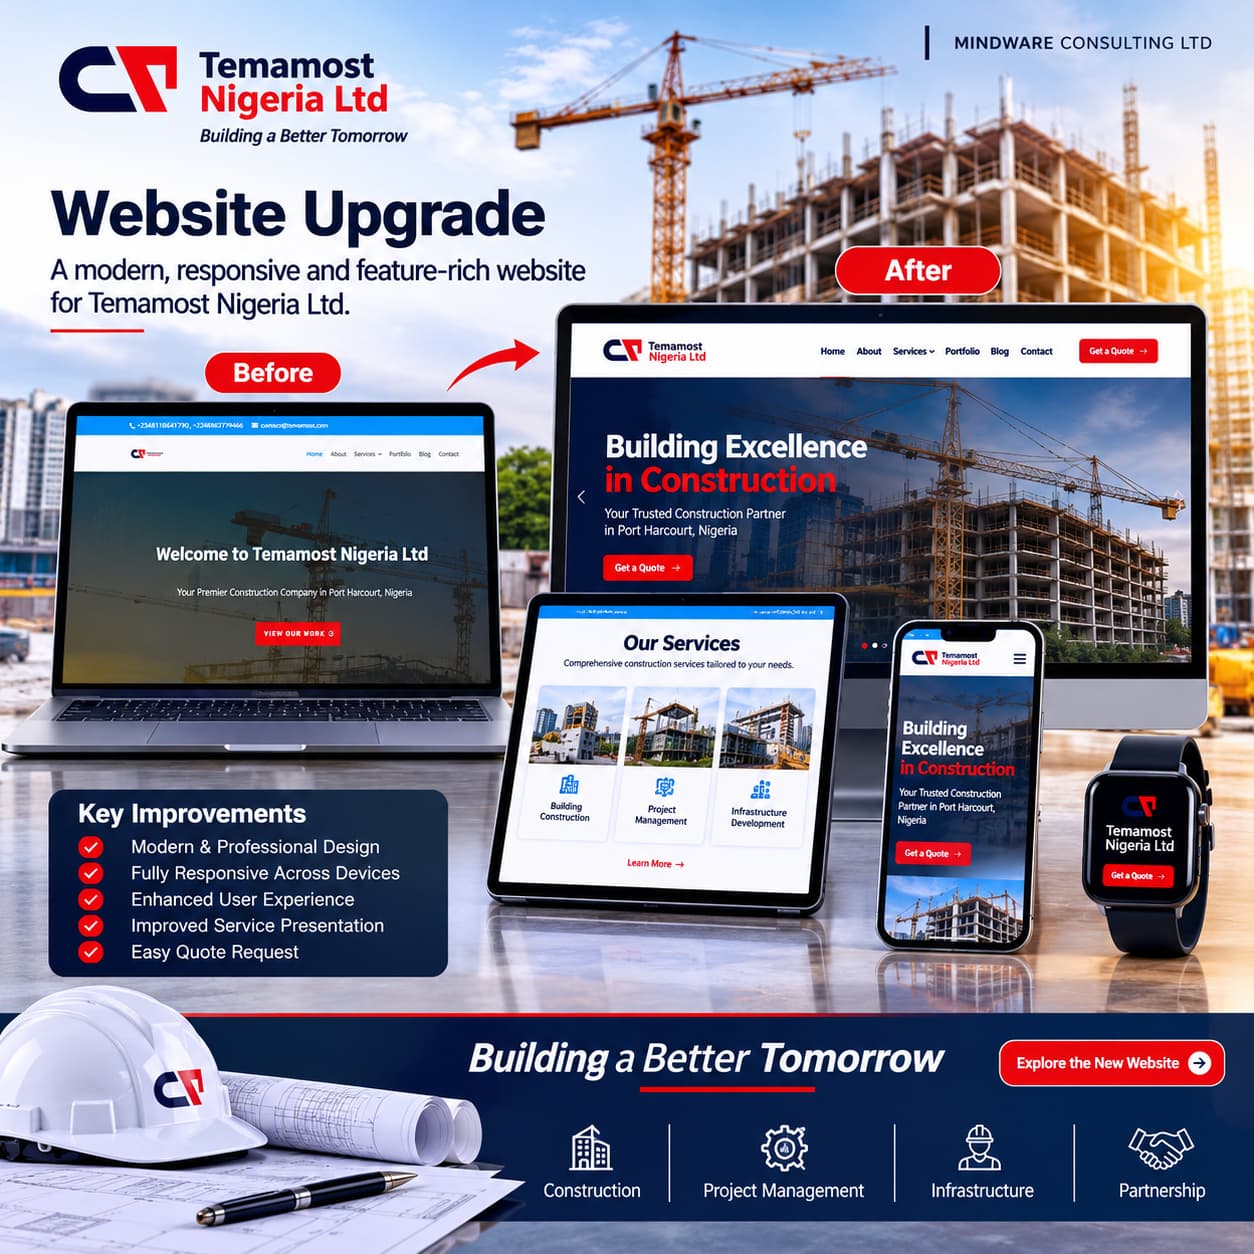 Temamost
Nigeria Ltd
Building a Better Tomorrow
MINDWARE CONSULTING LTD
Website Upgrade
A modern, responsive and feature-rich website
for Temamost Nigeria Ltd.
Before
After
contact@temamost.com
Home About Services Portfolio Blog Contact
Welcome to Temamost Nigeria Ltd
Your Premier Construction Company in Port Harcourt, Nigeria
VIEW OUR WORK
Temamost
Nigeria Ltd
Home About Services Portfolio Blog Contact
Get a Quote →
Building Excellence
in Construction
Your Trusted Construction Partner
in Port Harcourt, Nigeria
Get a Quote →
Our Services
Comprehensive construction services tailored to your needs.
Building
Construction
Project
Management
Infrastructure
Development
Learn More →
Temamost
Nigeria Ltd
Building
Excellence
in Construction
Your Trusted Construction
Partner in Port Harcourt,
Nigeria
Get a Quote →
Temamost
Nigeria Ltd
Get a Quote →
Key Improvements
Modern & Professional Design
Fully Responsive Across Devices
Enhanced User Experience
Improved Service Presentation
Easy Quote Request
Building a Better Tomorrow
Explore the New Website →
Construction
Project Management
Infrastructure
Partnership